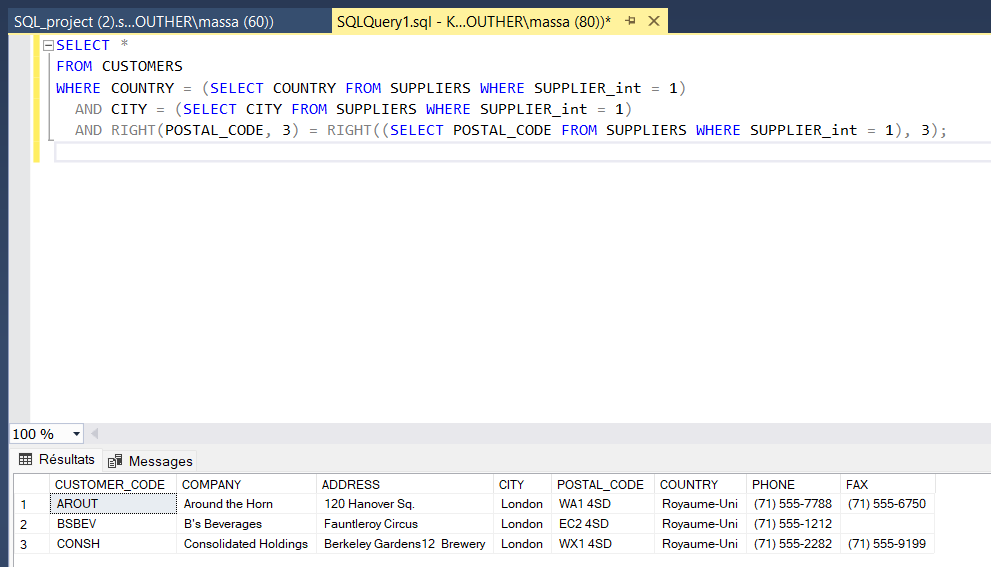 SQL_project (2).s...OUTHER\massa (60)) SQLQuery1.sql - K...OUTHER\massa (80))*
SELECT *
FROM CUSTOMERS
WHERE COUNTRY = (SELECT COUNTRY FROM SUPPLIERS WHERE SUPPLIER_int = 1)
AND CITY = (SELECT CITY FROM SUPPLIERS WHERE SUPPLIER_int = 1)
AND RIGHT(POSTAL_CODE, 3) = RIGHT((SELECT POSTAL_CODE FROM SUPPLIERS WHERE SUPPLIER_int = 1), 3);
100 %
Résultats Messages
CUSTOMER_CODE COMPANY ADDRESS CITY POSTAL_CODE COUNTRY PHONE FAX
1 AROUT Around the Horn 120 Hanover Sq. London WA1 4SD Royaume-Uni (71) 555-7788 (71) 555-6750
2 BSBEV B's Beverages Fauntleroy Circus London EC2 4SD Royaume-Uni (71) 555-1212
3 CONSH Consolidated Holdings Berkeley Gardens12 Brewery London WX1 4SD Royaume-Uni (71) 555-2282 (71) 555-9199